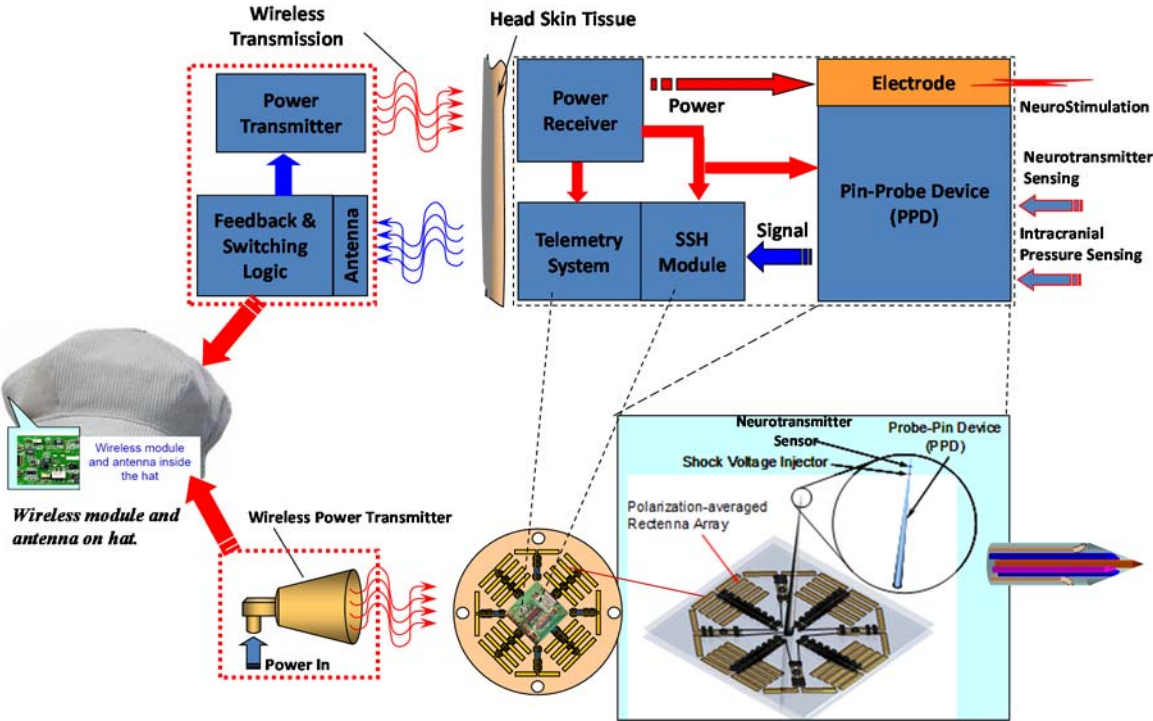 Wireless
Transmission
Head Skin Tissue
Power
Transmitter
Power
Receiver
Power
Electrode
NeuroStimulation
Feedback &
Switching
Logic
Antenna
Telemetry
System
SSH
Module
Signal
Pin-Probe Device
(PPD)
Neurotransmitter
Sensing
Intracranial
Pressure Sensing
Wireless module
and antenna inside
the hat
Wireless module and
antenna on hat.
Wireless Power Transmitter
Power In
Neurotransmitter
Sensor
Shock Voltage Injector
Probe-Pin Device
(PPD)
Polarization-averaged
Rectenna Array